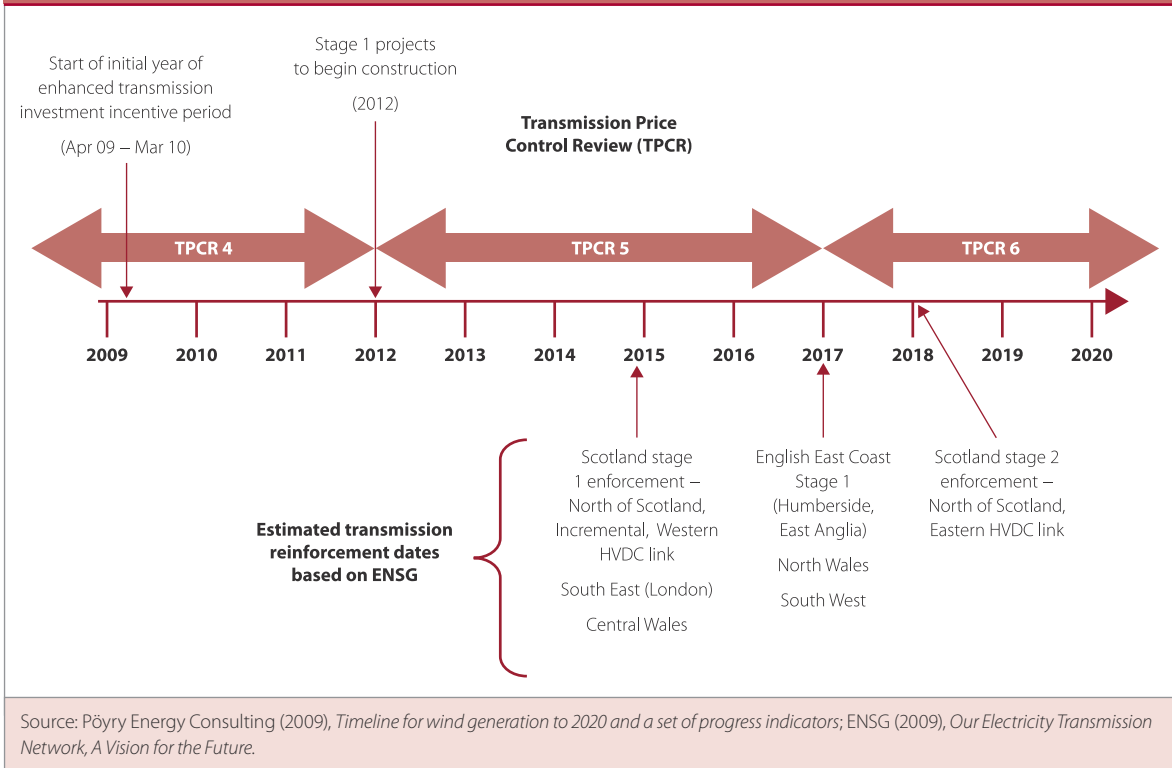 Start of initial year of
enhanced transmission
investment incentive period
(Apr 09 – Mar 10)
Stage 1 projects
to begin construction
(2012)
Transmission Price
Control Review (TPCR)
TPCR 4
TPCR 5
TPCR 6
2009
2010
2011
2012
2013
2014
2015
2016
2017
2018
2019
2020
Estimated transmission
reinforcement dates
based on ENSG
Scotland stage
1 enforcement –
North of Scotland,
Incremental, Western
HVDC link
South East (London)
Central Wales
English East Coast
Stage 1
(Humberside,
East Anglia)
North Wales
South West
Scotland stage 2
enforcement –
North of Scotland,
Eastern HVDC link
Source: Pöyry Energy Consulting (2009), Timeline for wind generation to 2020 and a set of progress indicators; ENSG (2009), Our Electricity Transmission
Network, A Vision for the Future.